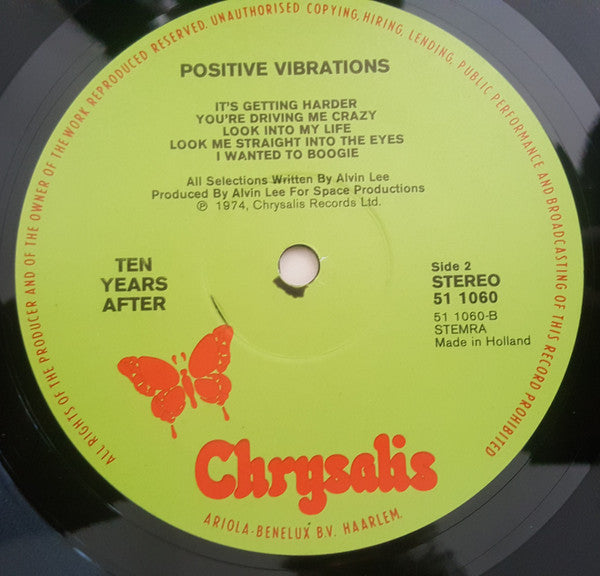 ALL RIGHTS OF THE PRODUCER AND OF THE OWNER OF THE WORK REPRODUCED RESERVED. UNAUTHORISED COPYING, HIRING, LENDING, PUBLIC PERFORMANCE AND BROADCASTING OF THIS RECORD PROHIBITED
POSITIVE VIBRATIONS
IT'S GETTING HARDER
YOU'RE DRIVING ME CRAZY
LOOK INTO MY LIFE
LOOK ME STRAIGHT INTO THE EYES
I WANTED TO BOOGIE
All Selections Written By Alvin Lee
Produced By Alvin Lee For Space Productions
℗ 1974, Chrysalis Records Ltd.
TEN
YEARS
AFTER
Side 2
STEREO
51 1060
51 1060-B
STEMRA
Made in Holland
Chrysalis
ARIOLA-BENELUX B.V. HAARLEM.